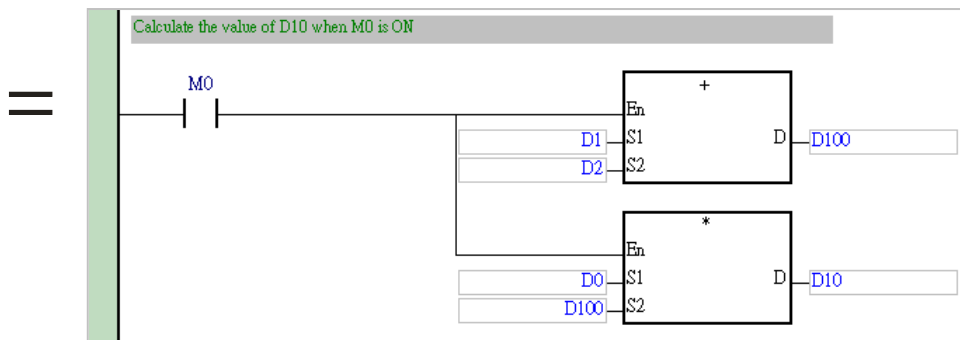 Calculate the value of D10 when M0 is ON
=
M0
+
En
D1 S1 D D100
D2 S2
*
En
D0 S1 D D10
D100 S2